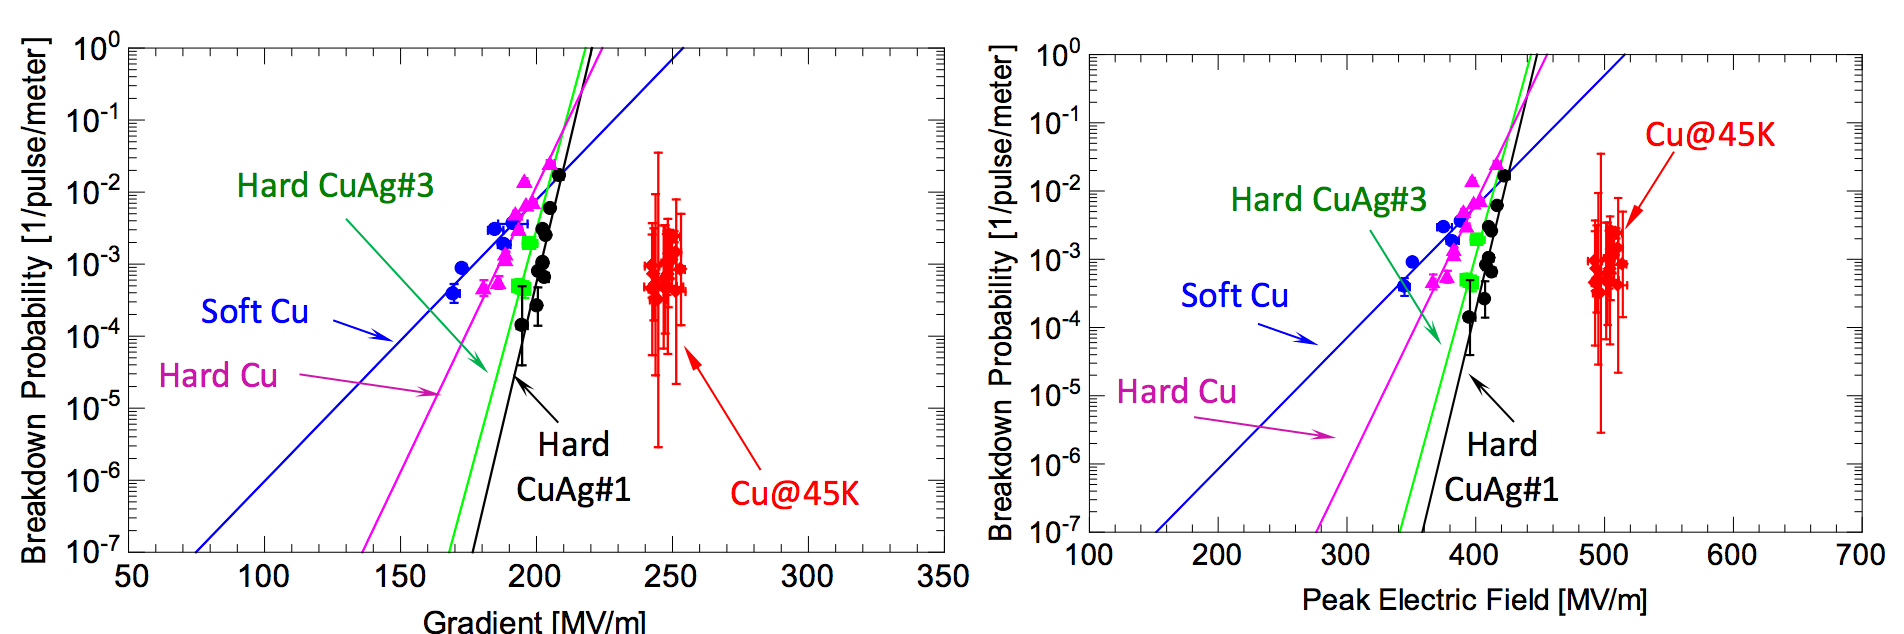 Breakdown Probability [1/pulse/meter]
10^0
10^-1
10^-2
10^-3
10^-4
10^-5
10^-6
10^-7
Hard CuAg#3
Soft Cu
Hard Cu
Hard
CuAg#1
Cu@45K
50 100 150 200 250 300 350
Gradient [MV/m]
Breakdown Probability [1/pulse/meter]
10^0
10^-1
10^-2
10^-3
10^-4
10^-5
10^-6
10^-7
Cu@45K
Hard CuAg#3
Soft Cu
Hard Cu
Hard
CuAg#1
100 200 300 400 500 600 700
Peak Electric Field [MV/m]